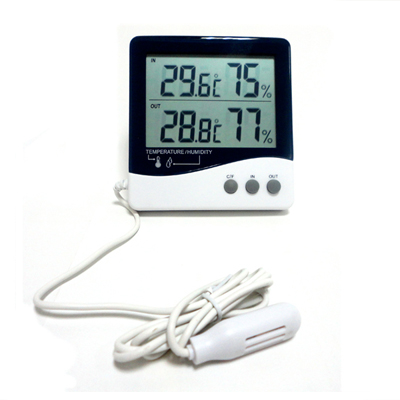 IN
29.6°C 75%
OUT
28.8°C 77%
TEMPERATURE/HUMIDITY
C/F IN OUT